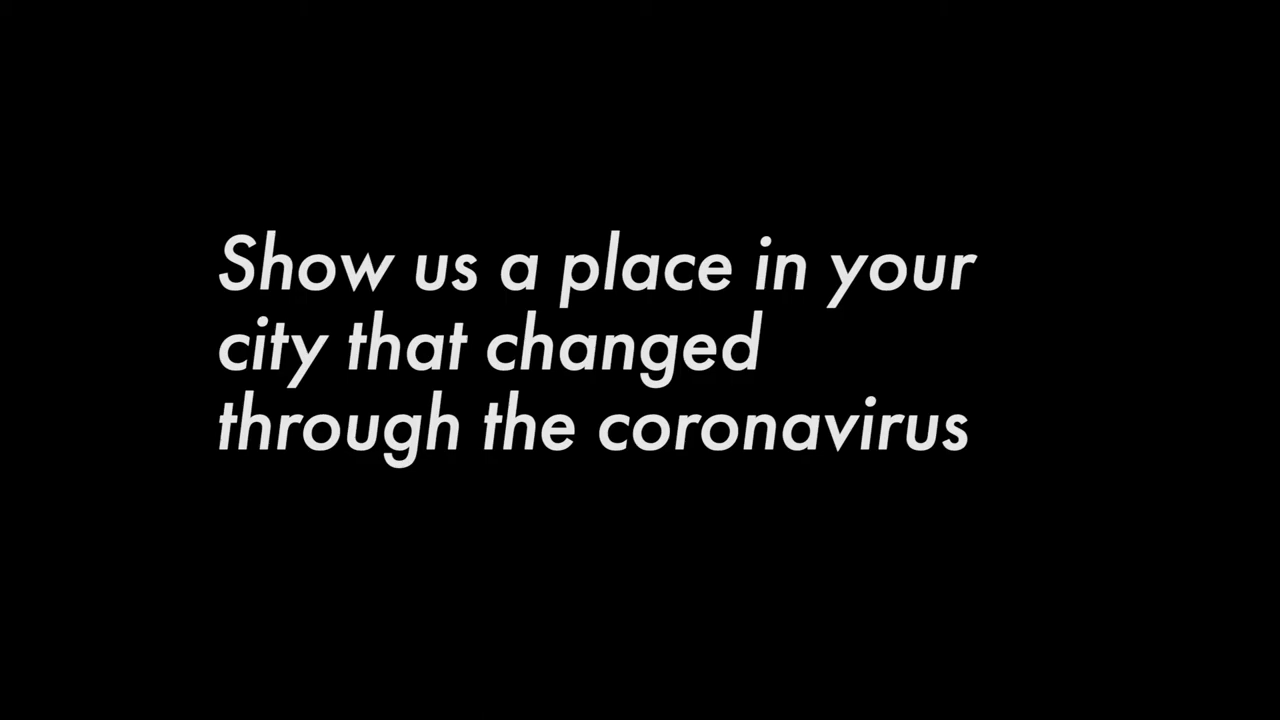 Show us a place in your
city that changed
through the coronavirus